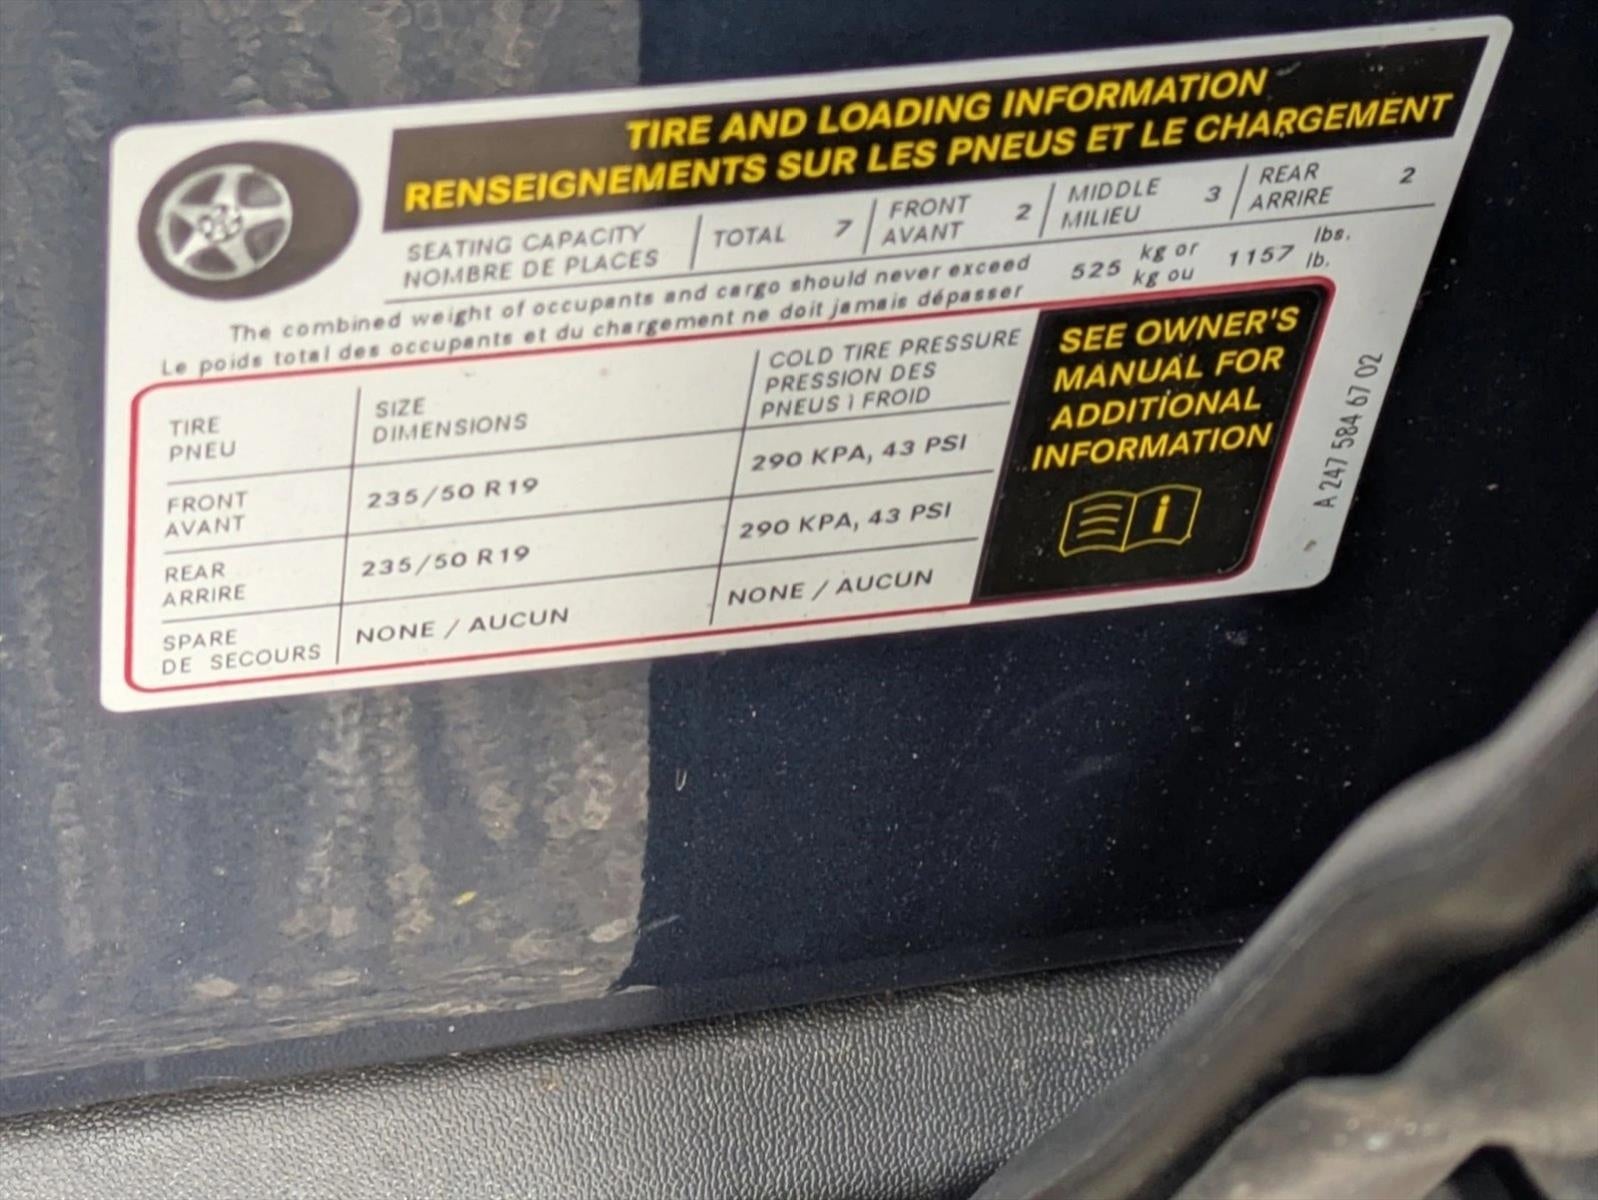 TIRE AND LOADING INFORMATION
RENSEIGNEMENTS SUR LES PNEUS ET LE CHARGEMENT
SEATING CAPACITY
NOMBRE DE PLACES
TOTAL 7
FRONT
AVANT
2
MIDDLE
MILIEU
3
REAR
ARRIRE
2
The combined weight of occupants and cargo should never exceed
Le poids total des occupants et du chargement ne doit jamais dépasser
525 kg or
kg ou
1157 lbs.
lb.
TIRE
PNEU
SIZE
DIMENSIONS
COLD TIRE PRESSURE
PRESSION DES
PNEUS ì FROID
FRONT
AVANT
235/50 R19
290 KPA, 43 PSI
REAR
ARRIRE
235/50 R19
290 KPA, 43 PSI
SPARE
DE SECOURS
NONE / AUCUN
NONE / AUCUN
SEE OWNER'S
MANUAL FOR
ADDITIONAL
INFORMATION
i
A 247 584 67 02